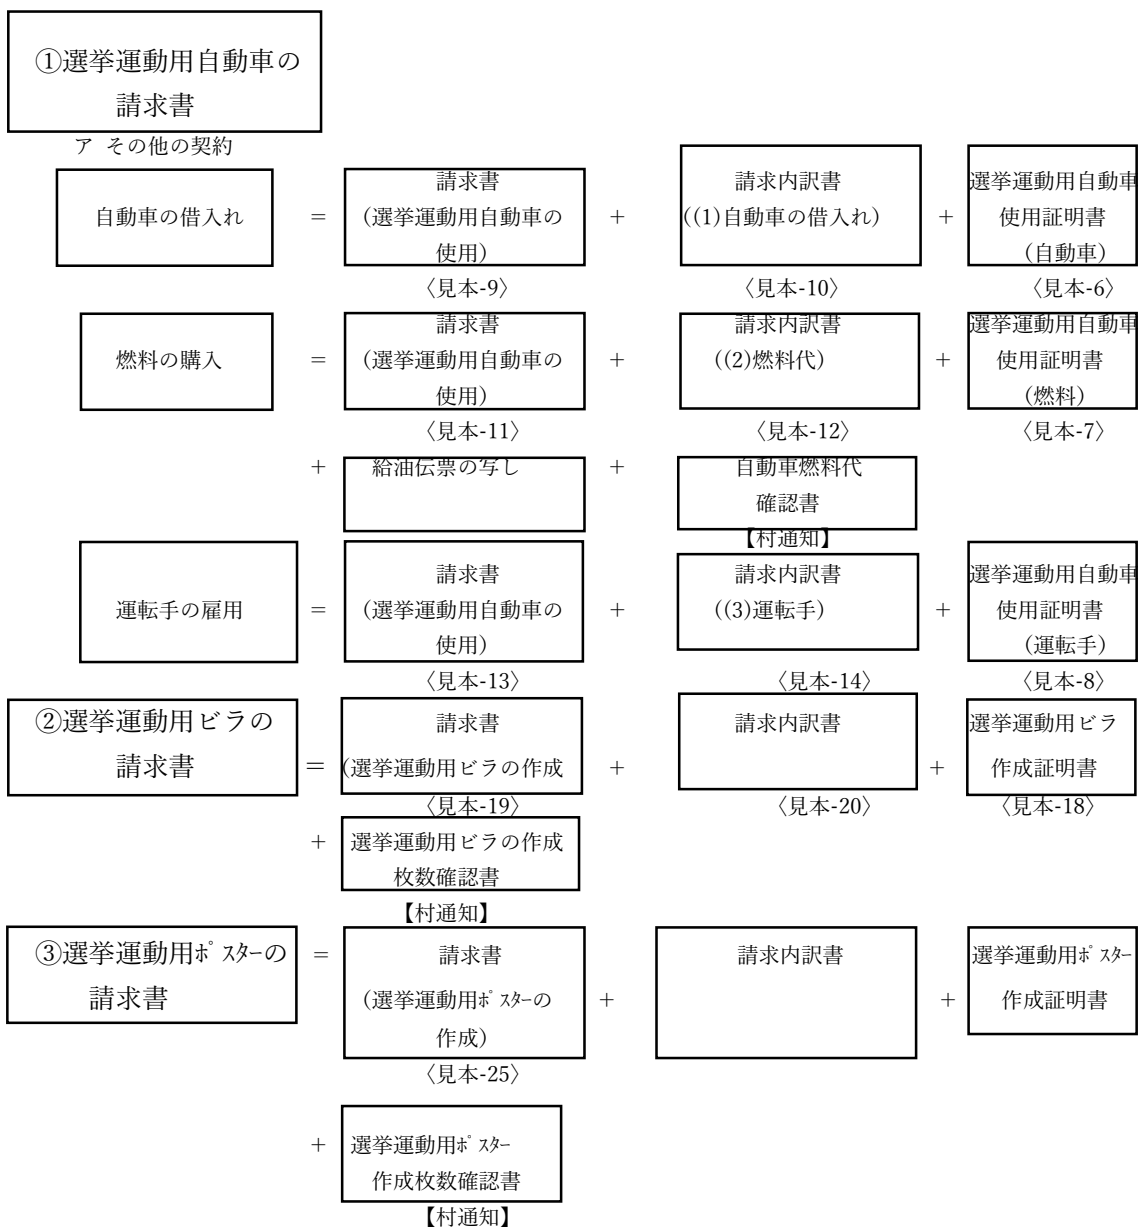 ①選挙運動用自動車の
請求書
ア その他の契約
自動車の借入れ
=
請求書
(選挙運動用自動車の
使用)
+
請求内訳書
((1)自動車の借入れ)
+
選挙運動用自動車
使用証明書
(自動車)
〈見本-9〉
〈見本-10〉
〈見本-6〉
燃料の購入
=
請求書
(選挙運動用自動車の
使用)
+
請求内訳書
((2)燃料代)
+
選挙運動用自動車
使用証明書
(燃料)
〈見本-11〉
〈見本-12〉
〈見本-7〉
+
給油伝票の写し
+
自動車燃料代
確認書
【村通知】
運転手の雇用
=
請求書
(選挙運動用自動車の
使用)
+
請求内訳書
((3)運転手)
+
選挙運動用自動車
使用証明書
(運転手)
〈見本-13〉
〈見本-14〉
〈見本-8〉
②選挙運動用ビラの
請求書
=
請求書
(選挙運動用ビラの作成
+
請求内訳書
+
選挙運動用ビラ
作成証明書
〈見本-19〉
〈見本-20〉
〈見本-18〉
+
選挙運動用ビラの作成
枚数確認書
【村通知】
③選挙運動用ﾎﾟｽﾀｰの
請求書
=
請求書
(選挙運動用ﾎﾟｽﾀｰの
作成)
+
請求内訳書
+
選挙運動用ﾎﾟｽﾀｰ
作成証明書
〈見本-25〉
+
選挙運動用ﾎﾟｽﾀｰ
作成枚数確認書
【村通知】